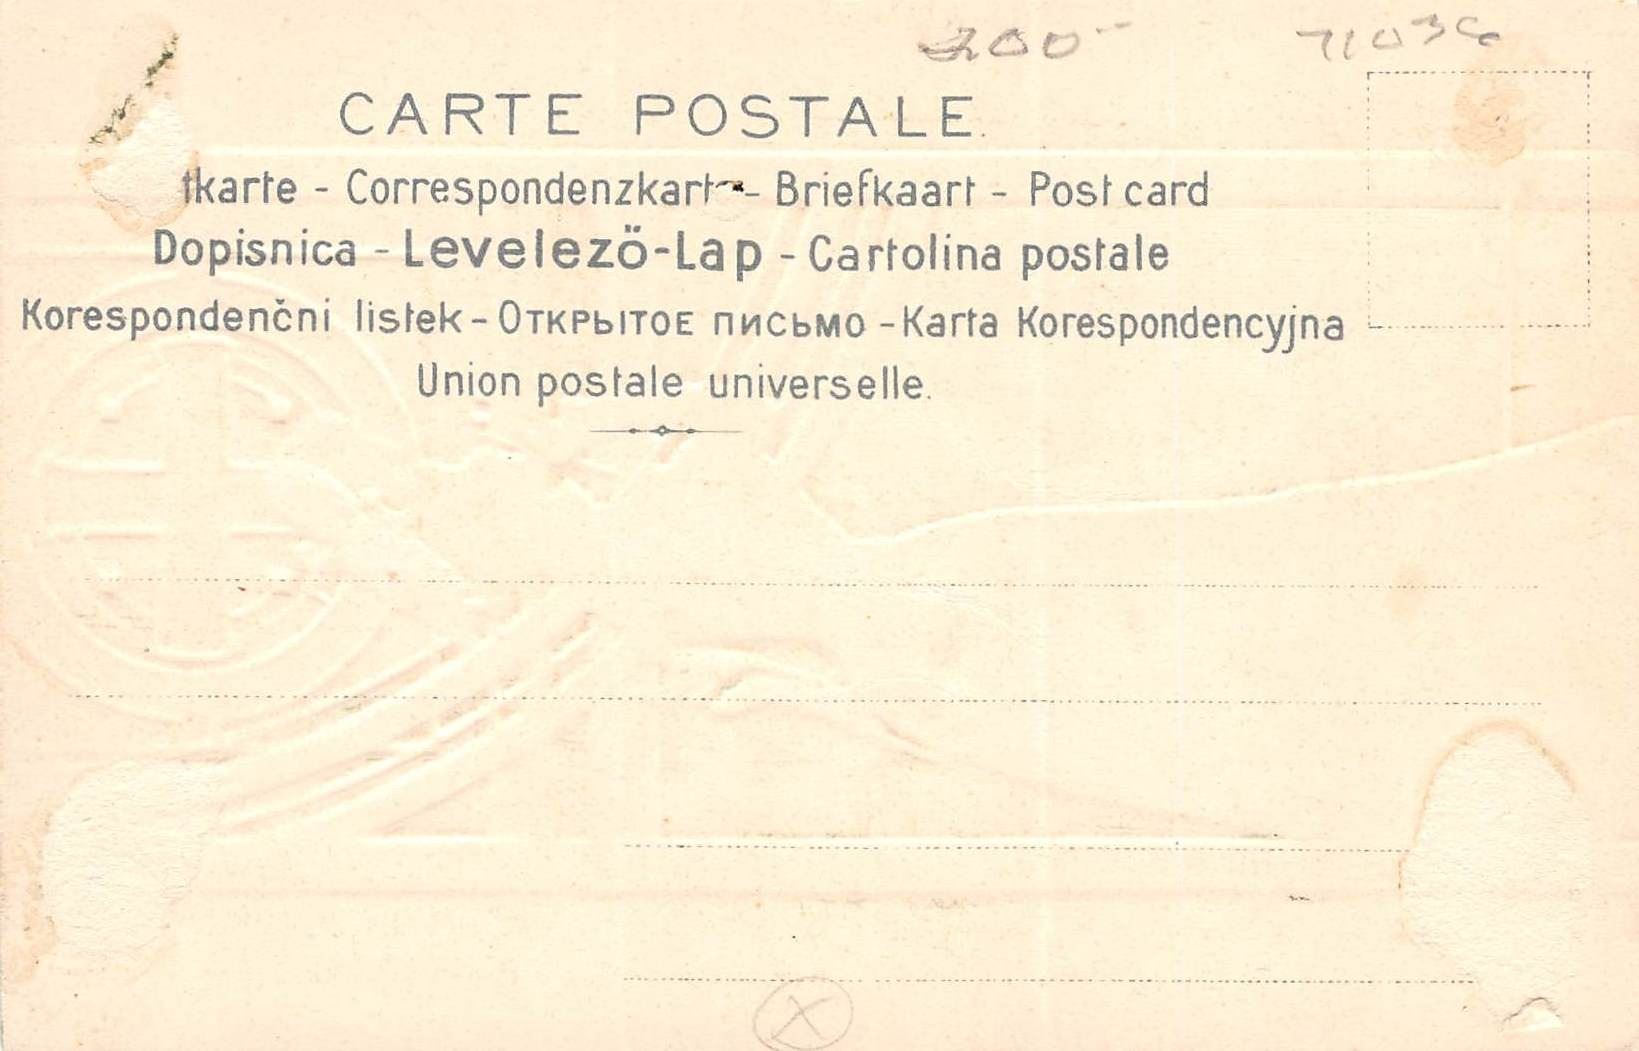 200-
71036
CARTE POSTALE.
tkarte - Correspondenzkart - Briefkaart - Post card
Dopisnica - Levelező-Lap - Cartolina postale
Korespondenčni listek - Открытое письмо - Karta Korespondencyjna
Union postale universelle.
X